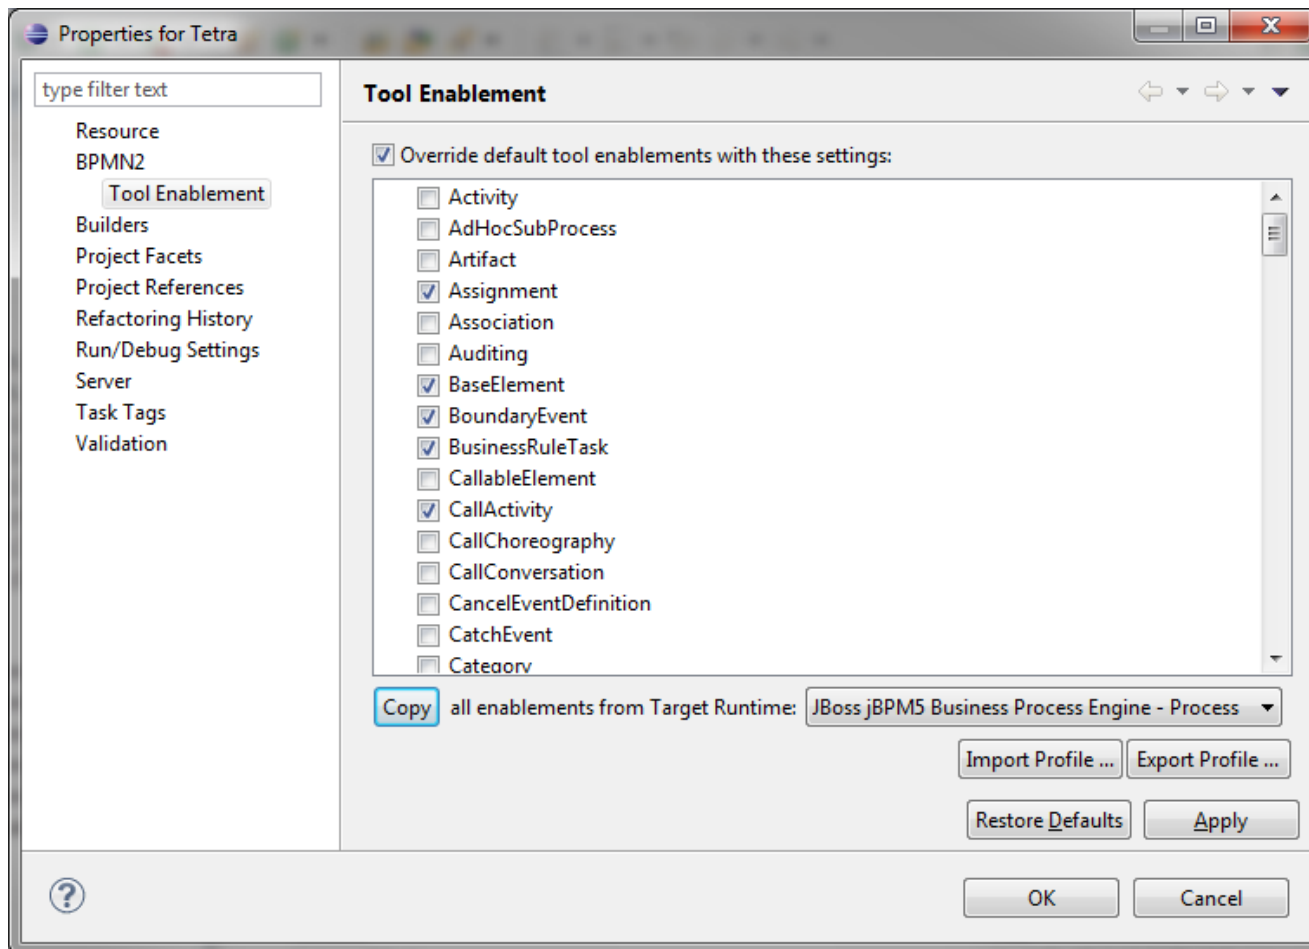 Properties for Tetra
type filter text
Resource
BPMN2
Tool Enablement
Builders
Project Facets
Project References
Refactoring History
Run/Debug Settings
Server
Task Tags
Validation
Tool Enablement
Override default tool enablements with these settings:
Activity
AdHocSubProcess
Artifact
Assignment
Association
Auditing
BaseElement
BoundaryEvent
BusinessRuleTask
CallableElement
CallActivity
CallChoreography
CallConversation
CancelEventDefinition
CatchEvent
Category
Copy all enablements from Target Runtime: JBoss jBPM5 Business Process Engine - Process
Import Profile ... Export Profile ...
Restore Defaults Apply
? OK Cancel